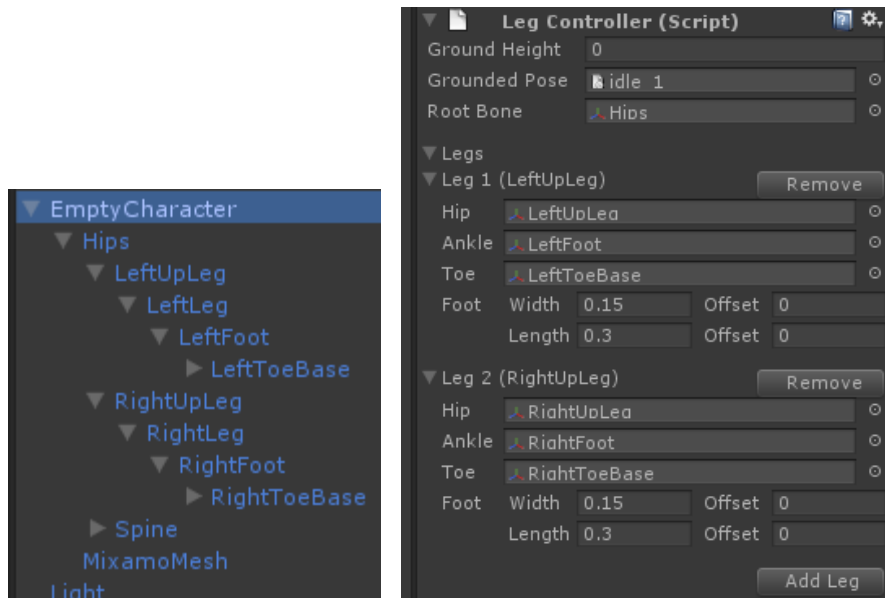 EmptyCharacter
Hips
LeftUpLeg
LeftLeg
LeftFoot
LeftToeBase
RightUpLeg
RightLeg
RightFoot
RightToeBase
Spine
MixamoMesh
Light
Leg Controller (Script)
Ground Height 0
Grounded Pose idle_1
Root Bone Hips
Legs
Leg 1 (LeftUpLeg) Remove
Hip LeftUpLeg
Ankle LeftFoot
Toe LeftToeBase
Foot Width 0.15 Offset 0
Length 0.3 Offset 0
Leg 2 (RightUpLeg) Remove
Hip RightUpLeg
Ankle RightFoot
Toe RightToeBase
Foot Width 0.15 Offset 0
Length 0.3 Offset 0
Add Leg